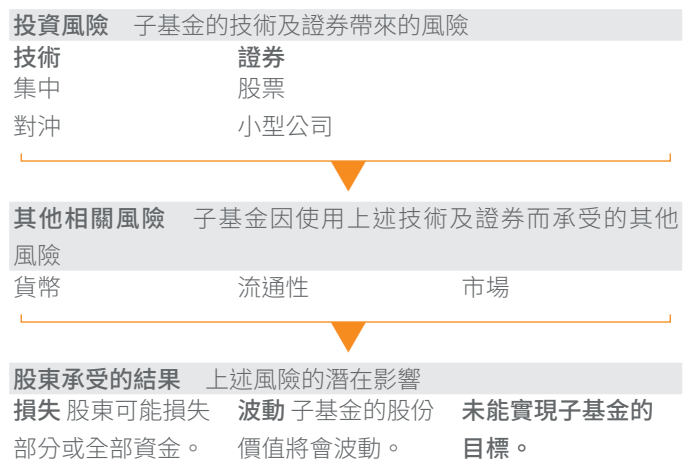 投資風險 子基金的技術及證券帶來的風險
技術 證券
集中 股票
對沖 小型公司
其他相關風險 子基金因使用上述技術及證券而承受的其他
風險
貨幣 流通性 市場
股東承受的結果 上述風險的潛在影響
損失 股東可能損失 波動 子基金的股份 未能實現子基金的
部分或全部資金。 價值將會波動。 目標。